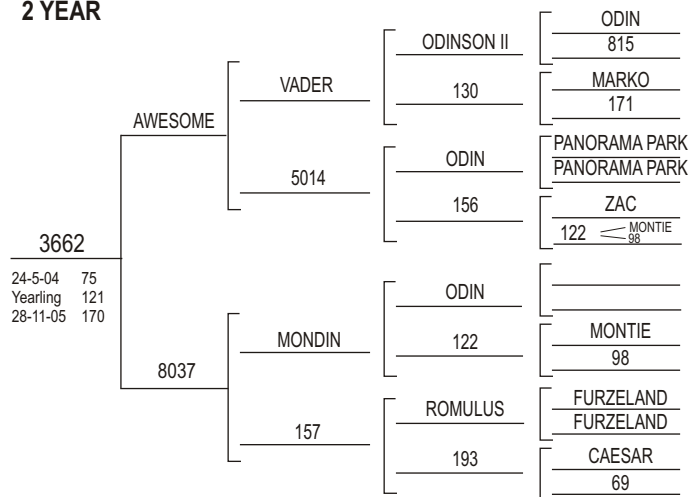 2 YEAR
ODIN
815
ODINSON II
MARKO
171
VADER
130
AWESOME
PANORAMA PARK
PANORAMA PARK
ODIN
5014
156
ZAC
122 MONTIE
98
3662
24-5-04 75
Yearling 121
28-11-05 170
ODIN
MONDIN
122
MONTIE
98
8037
FURZELAND
FURZELAND
ROMULUS
157
193
CAESAR
69